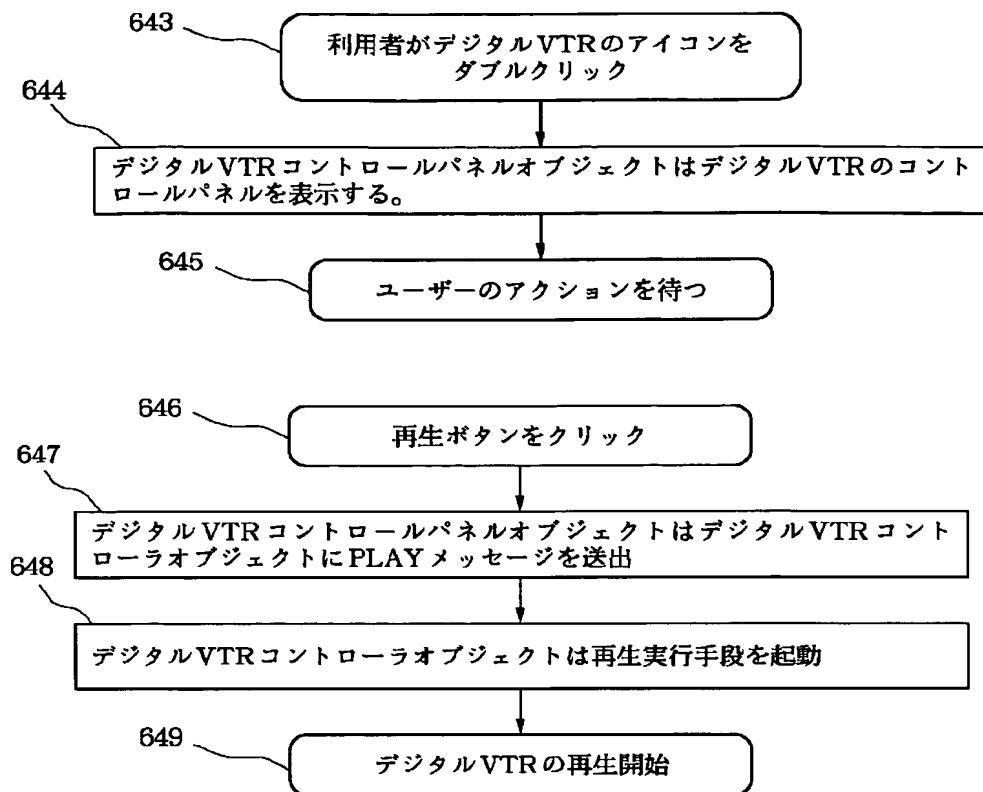 643
利用者がデジタルVTRのアイコンを
ダブルクリック
644
デジタルVTRコントロールパネルオブジェクトはデジタルVTRのコント
ロールパネルを表示する。
645
ユーザーのアクションを待つ
646
再生ボタンをクリック
647
デジタルVTRコントロールパネルオブジェクトはデジタルVTRコント
ローラオブジェクトにPLAYメッセージを送出
648
デジタルVTRコントローラオブジェクトは再生実行手段を起動
649
デジタルVTRの再生開始